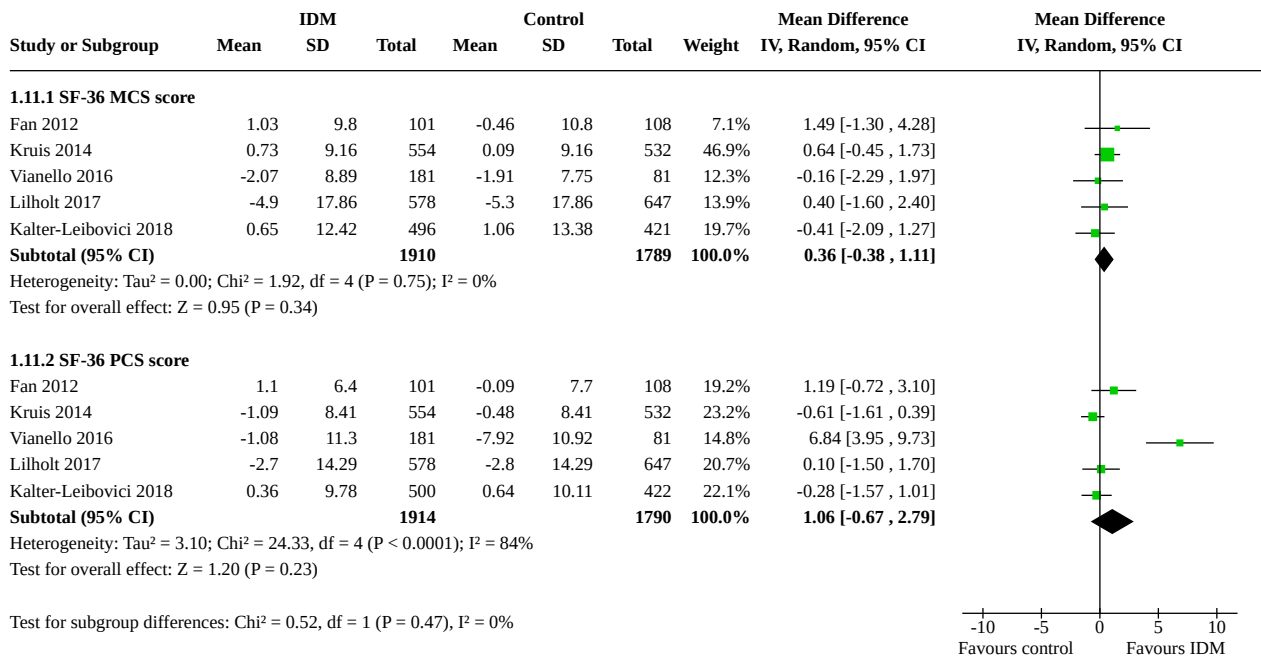 IDM Control Mean Difference Mean Difference
Study or Subgroup Mean SD Total Mean SD Total Weight IV, Random, 95% CI IV, Random, 95% CI
1.11.1 SF-36 MCS score
Fan 2012 1.03 9.8 101 -0.46 10.8 108 7.1% 1.49 [-1.30 , 4.28]
Kruis 2014 0.73 9.16 554 0.09 9.16 532 46.9% 0.64 [-0.45 , 1.73]
Vianello 2016 -2.07 8.89 181 -1.91 7.75 81 12.3% -0.16 [-2.29 , 1.97]
Lilholt 2017 -4.9 17.86 578 -5.3 17.86 647 13.9% 0.40 [-1.60 , 2.40]
Kalter-Leibovici 2018 0.65 12.42 496 1.06 13.38 421 19.7% -0.41 [-2.09 , 1.27]
Subtotal (95% CI) 1910 1789 100.0% 0.36 [-0.38 , 1.11]
Heterogeneity: Tau² = 0.00; Chi² = 1.92, df = 4 (P = 0.75); I² = 0%
Test for overall effect: Z = 0.95 (P = 0.34)
1.11.2 SF-36 PCS score
Fan 2012 1.1 6.4 101 -0.09 7.7 108 19.2% 1.19 [-0.72 , 3.10]
Kruis 2014 -1.09 8.41 554 -0.48 8.41 532 23.2% -0.61 [-1.61 , 0.39]
Vianello 2016 -1.08 11.3 181 -7.92 10.92 81 14.8% 6.84 [3.95 , 9.73]
Lilholt 2017 -2.7 14.29 578 -2.8 14.29 647 20.7% 0.10 [-1.50 , 1.70]
Kalter-Leibovici 2018 0.36 9.78 500 0.64 10.11 422 22.1% -0.28 [-1.57 , 1.01]
Subtotal (95% CI) 1914 1790 100.0% 1.06 [-0.67 , 2.79]
Heterogeneity: Tau² = 3.10; Chi² = 24.33, df = 4 (P < 0.0001); I² = 84%
Test for overall effect: Z = 1.20 (P = 0.23)
Test for subgroup differences: Chi² = 0.52, df = 1 (P = 0.47), I² = 0%
-10 -5 0 5 10
Favours control Favours IDM